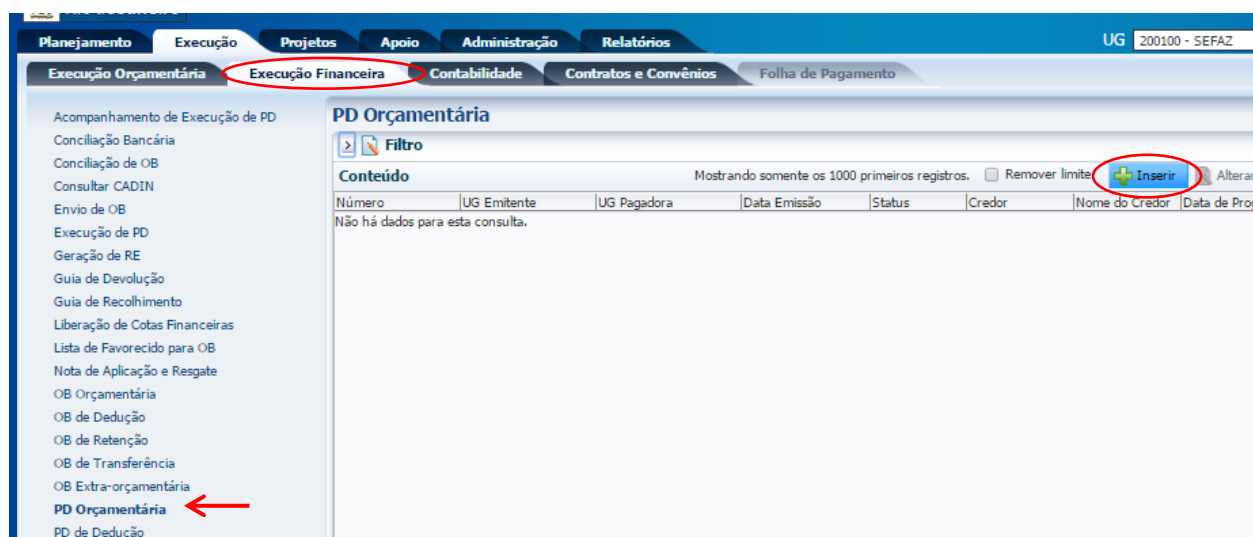 Planejamento Execução Projetos Apoio Administração Relatórios UG 200100 - SEFAZ
Execução Orçamentária Execução Financeira Contabilidade Contratos e Convênios Folha de Pagamento
Acompanhamento de Execução de PD
Conciliação Bancária
Conciliação de OB
Consultar CADIN
Envio de OB
Execução de PD
Geração de RE
Guia de Devolução
Guia de Recolhimento
Liberação de Cotas Financeiras
Lista de Favorecido para OB
Nota de Aplicação e Resgate
OB Orçamentária
OB de Dedução
OB de Retenção
OB de Transferência
OB Extra-orçamentária
PD Orçamentária
PD de Dedução
PD Orçamentária
Filtro
Conteúdo Mostrando somente os 1000 primeiros registros. Remover limite Inserir Alterar
Número UG Emitente UG Pagadora Data Emissão Status Credor Nome do Credor Data de Pro
Não há dados para esta consulta.